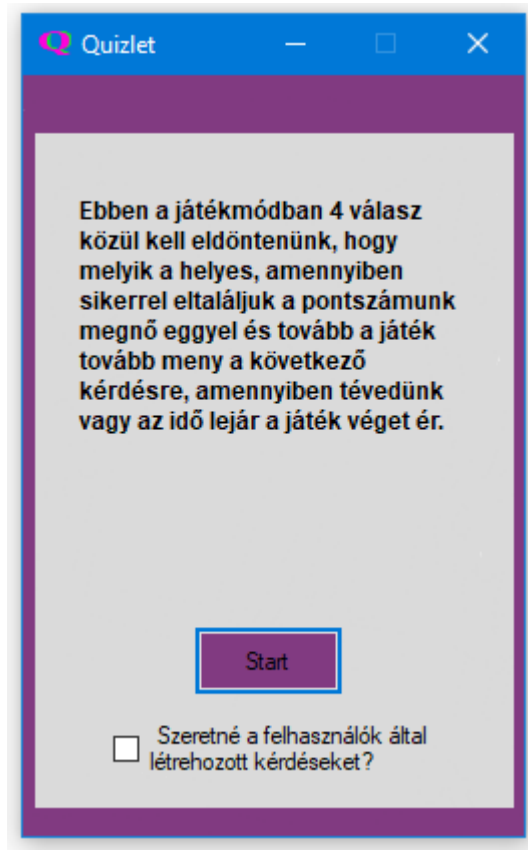 Quizlet
Ebben a játékmódban 4 válasz
közül kell eldöntenünk, hogy
melyik a helyes, amennyiben
sikerrel eltaláljuk a pontszámunk
megnő eggyel és tovább a játék
tovább meny a következő
kérdésre, amennyiben tévedünk
vagy az idő lejár a játék véget ér.
Start
Szeretné a felhasználók által
létrehozott kérdéseket?